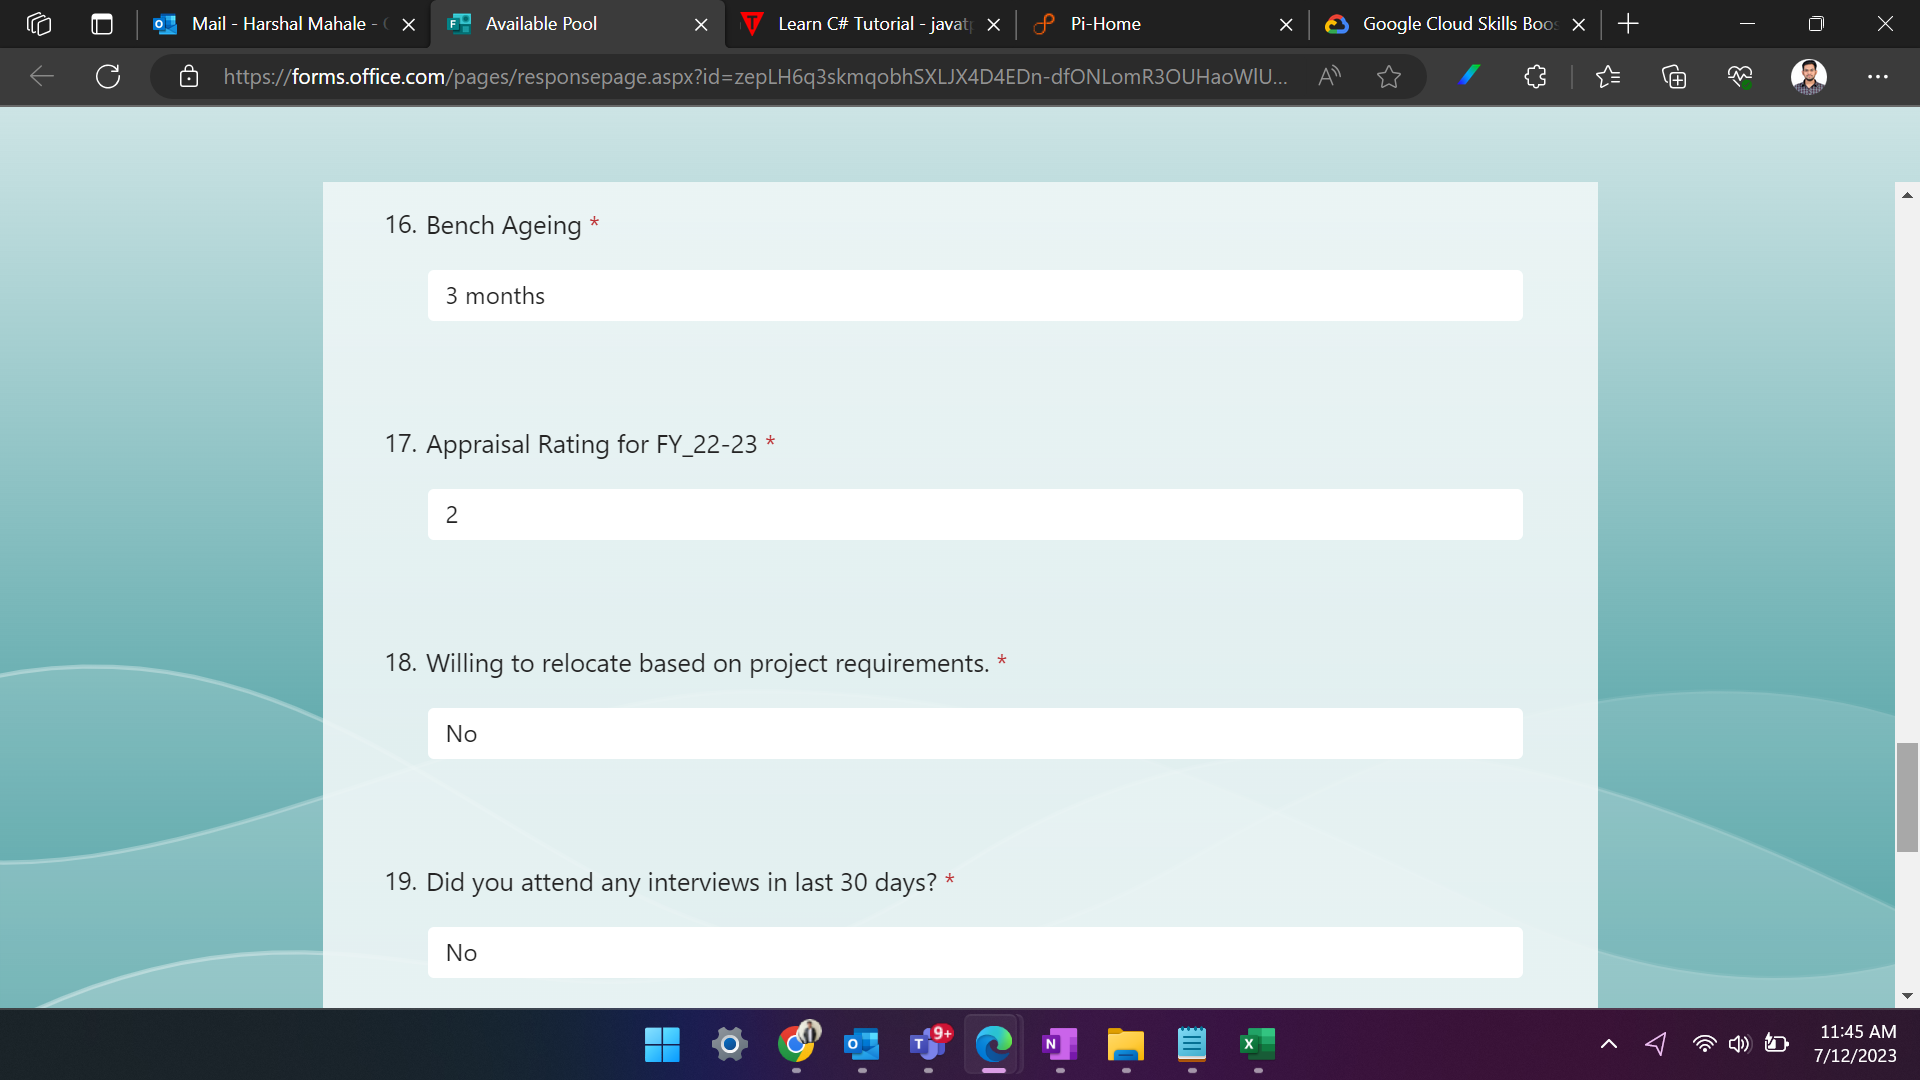 Mail - Harshal Mahale -
Available Pool
Learn C# Tutorial - javat
Pi-Home
Google Cloud Skills Boos
https://forms.office.com/pages/responsepage.aspx?id=zepLH6q3skmqobhSXLJX4D4EDn-dfONLomR3OUHaoWlU...
16. Bench Ageing *
3 months
17. Appraisal Rating for FY_22-23 *
2
18. Willing to relocate based on project requirements. *
No
19. Did you attend any interviews in last 30 days? *
No
9+
11:45 AM
7/12/2023